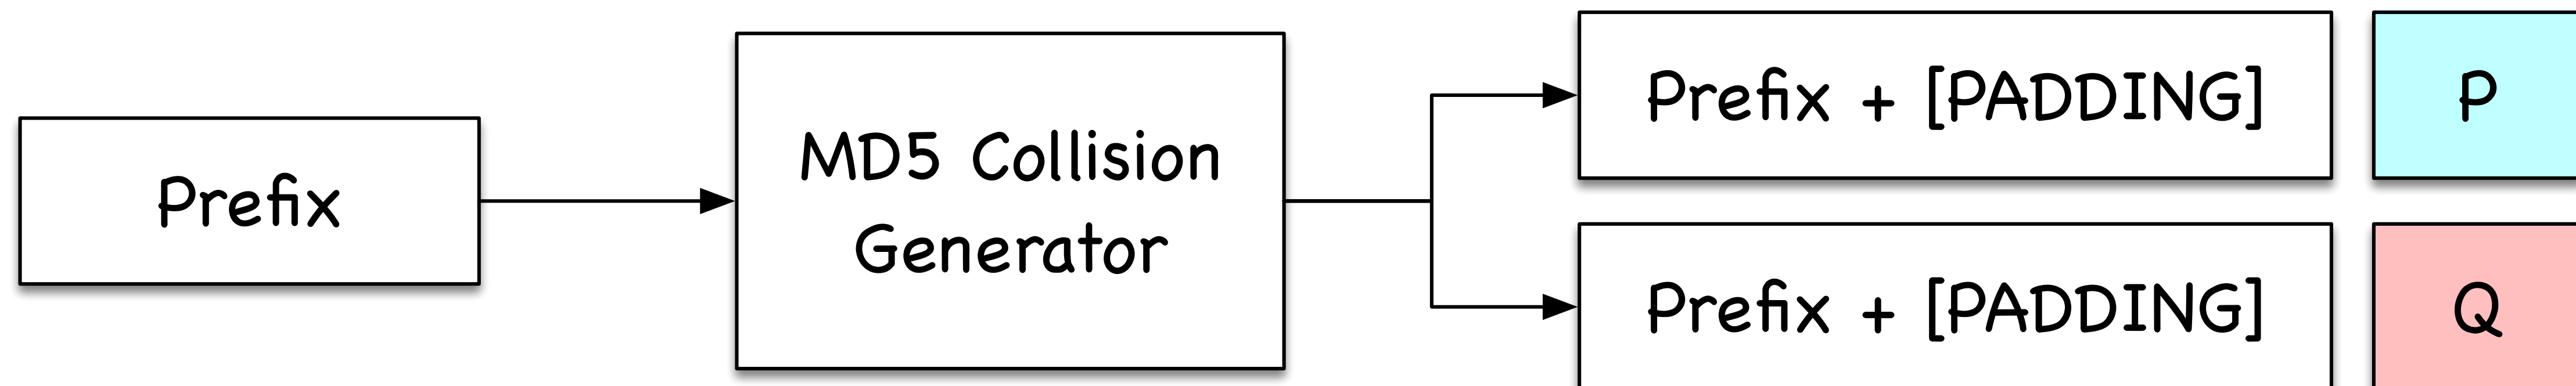 Prefix
MD5 Collision
Generator
Prefix + [PADDING]
P
Prefix + [PADDING]
Q